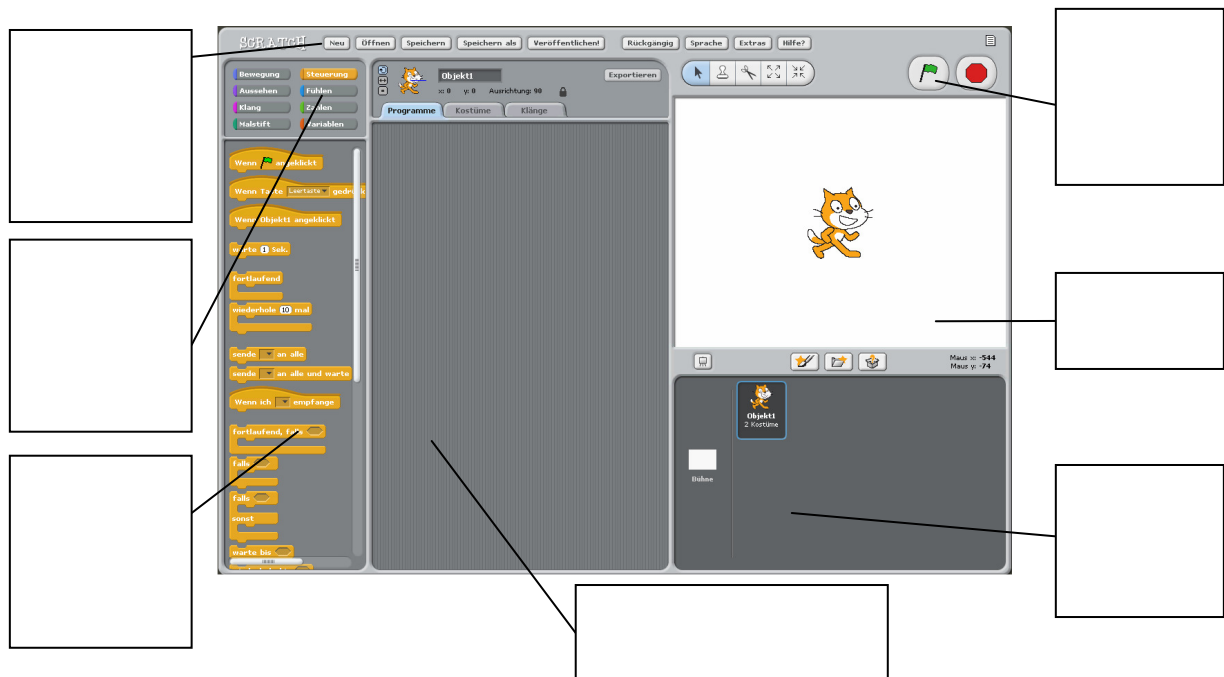 SCRATCH Neu Öffnen Speichern Speichern als Veröffentlichen! Rückgängig Sprache Extras Hilfe?
Bewegung Steuerung
Aussehen Fühlen
Klang Zahlen
Malstift Variablen
Objekt1 Exportieren
x: 0 y: 0 Ausrichtung: 90
Programme Kostüme Klänge
Wenn angeklickt
Wenn Taste Leertaste
Wenn Objekt1 angeklickt
warte 1 Sek.
fortlaufend
wiederhole 10 mal
sende an alle
sende an alle und warte
Wenn ich empfange
fortlaufend, falls
falls
falls
sonst
warte bis
Maus x: -544
Maus y: -74
Objekt1
2 Kostüme
Bühne